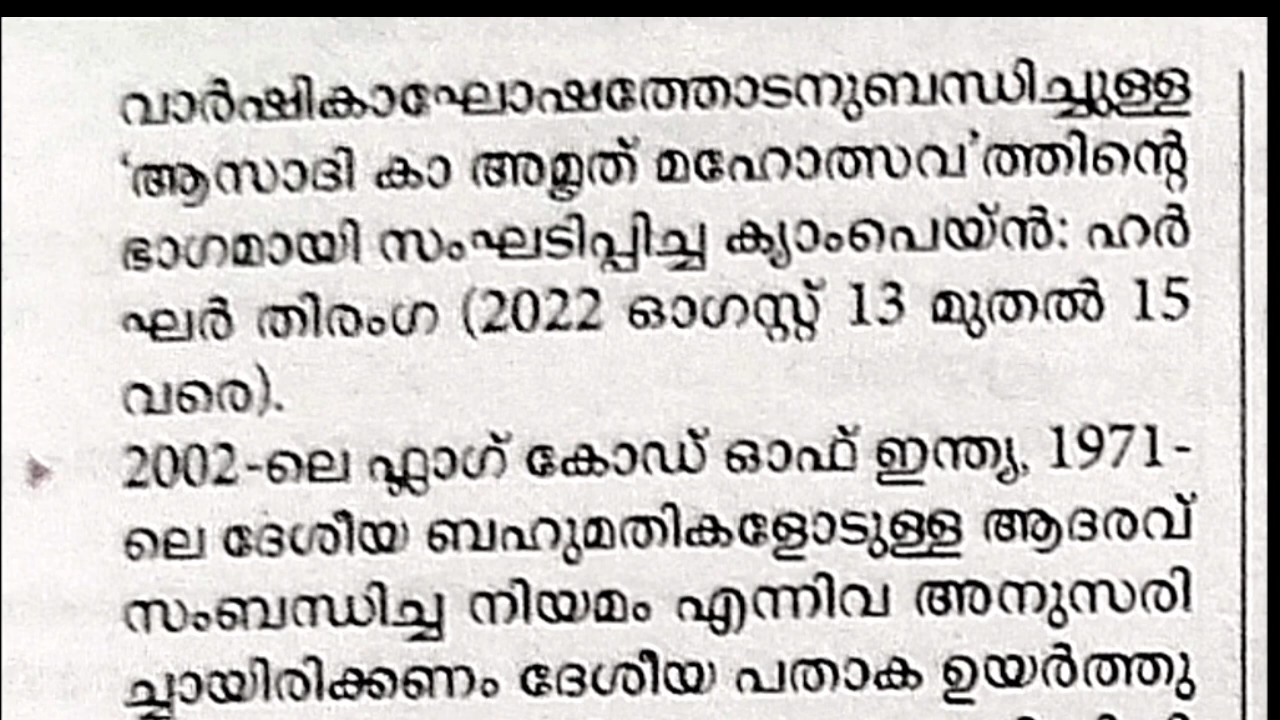 വാർഷികാഘോഷത്തോടനുബന്ധിച്ചുള്ള
‘ആസാദി കാ അമൃത് മഹോത്സവ’ത്തിന്റെ
ഭാഗമായി സംഘടിപ്പിച്ച ക്യാംപെയ്ൻ: ഹർ
ഘർ തിരംഗ (2022 ഓഗസ്റ്റ് 13 മുതൽ 15
വരെ).
2002-ലെ ഫ്ലാഗ് കോഡ് ഓഫ് ഇന്ത്യ, 1971-
ലെ ദേശീയ ബഹുമതികളോടുള്ള ആദരവ്
സംബന്ധിച്ച നിയമം എന്നിവ അനുസരി
ച്ചായിരിക്കണം ദേശീയ പതാക ഉയർത്തു